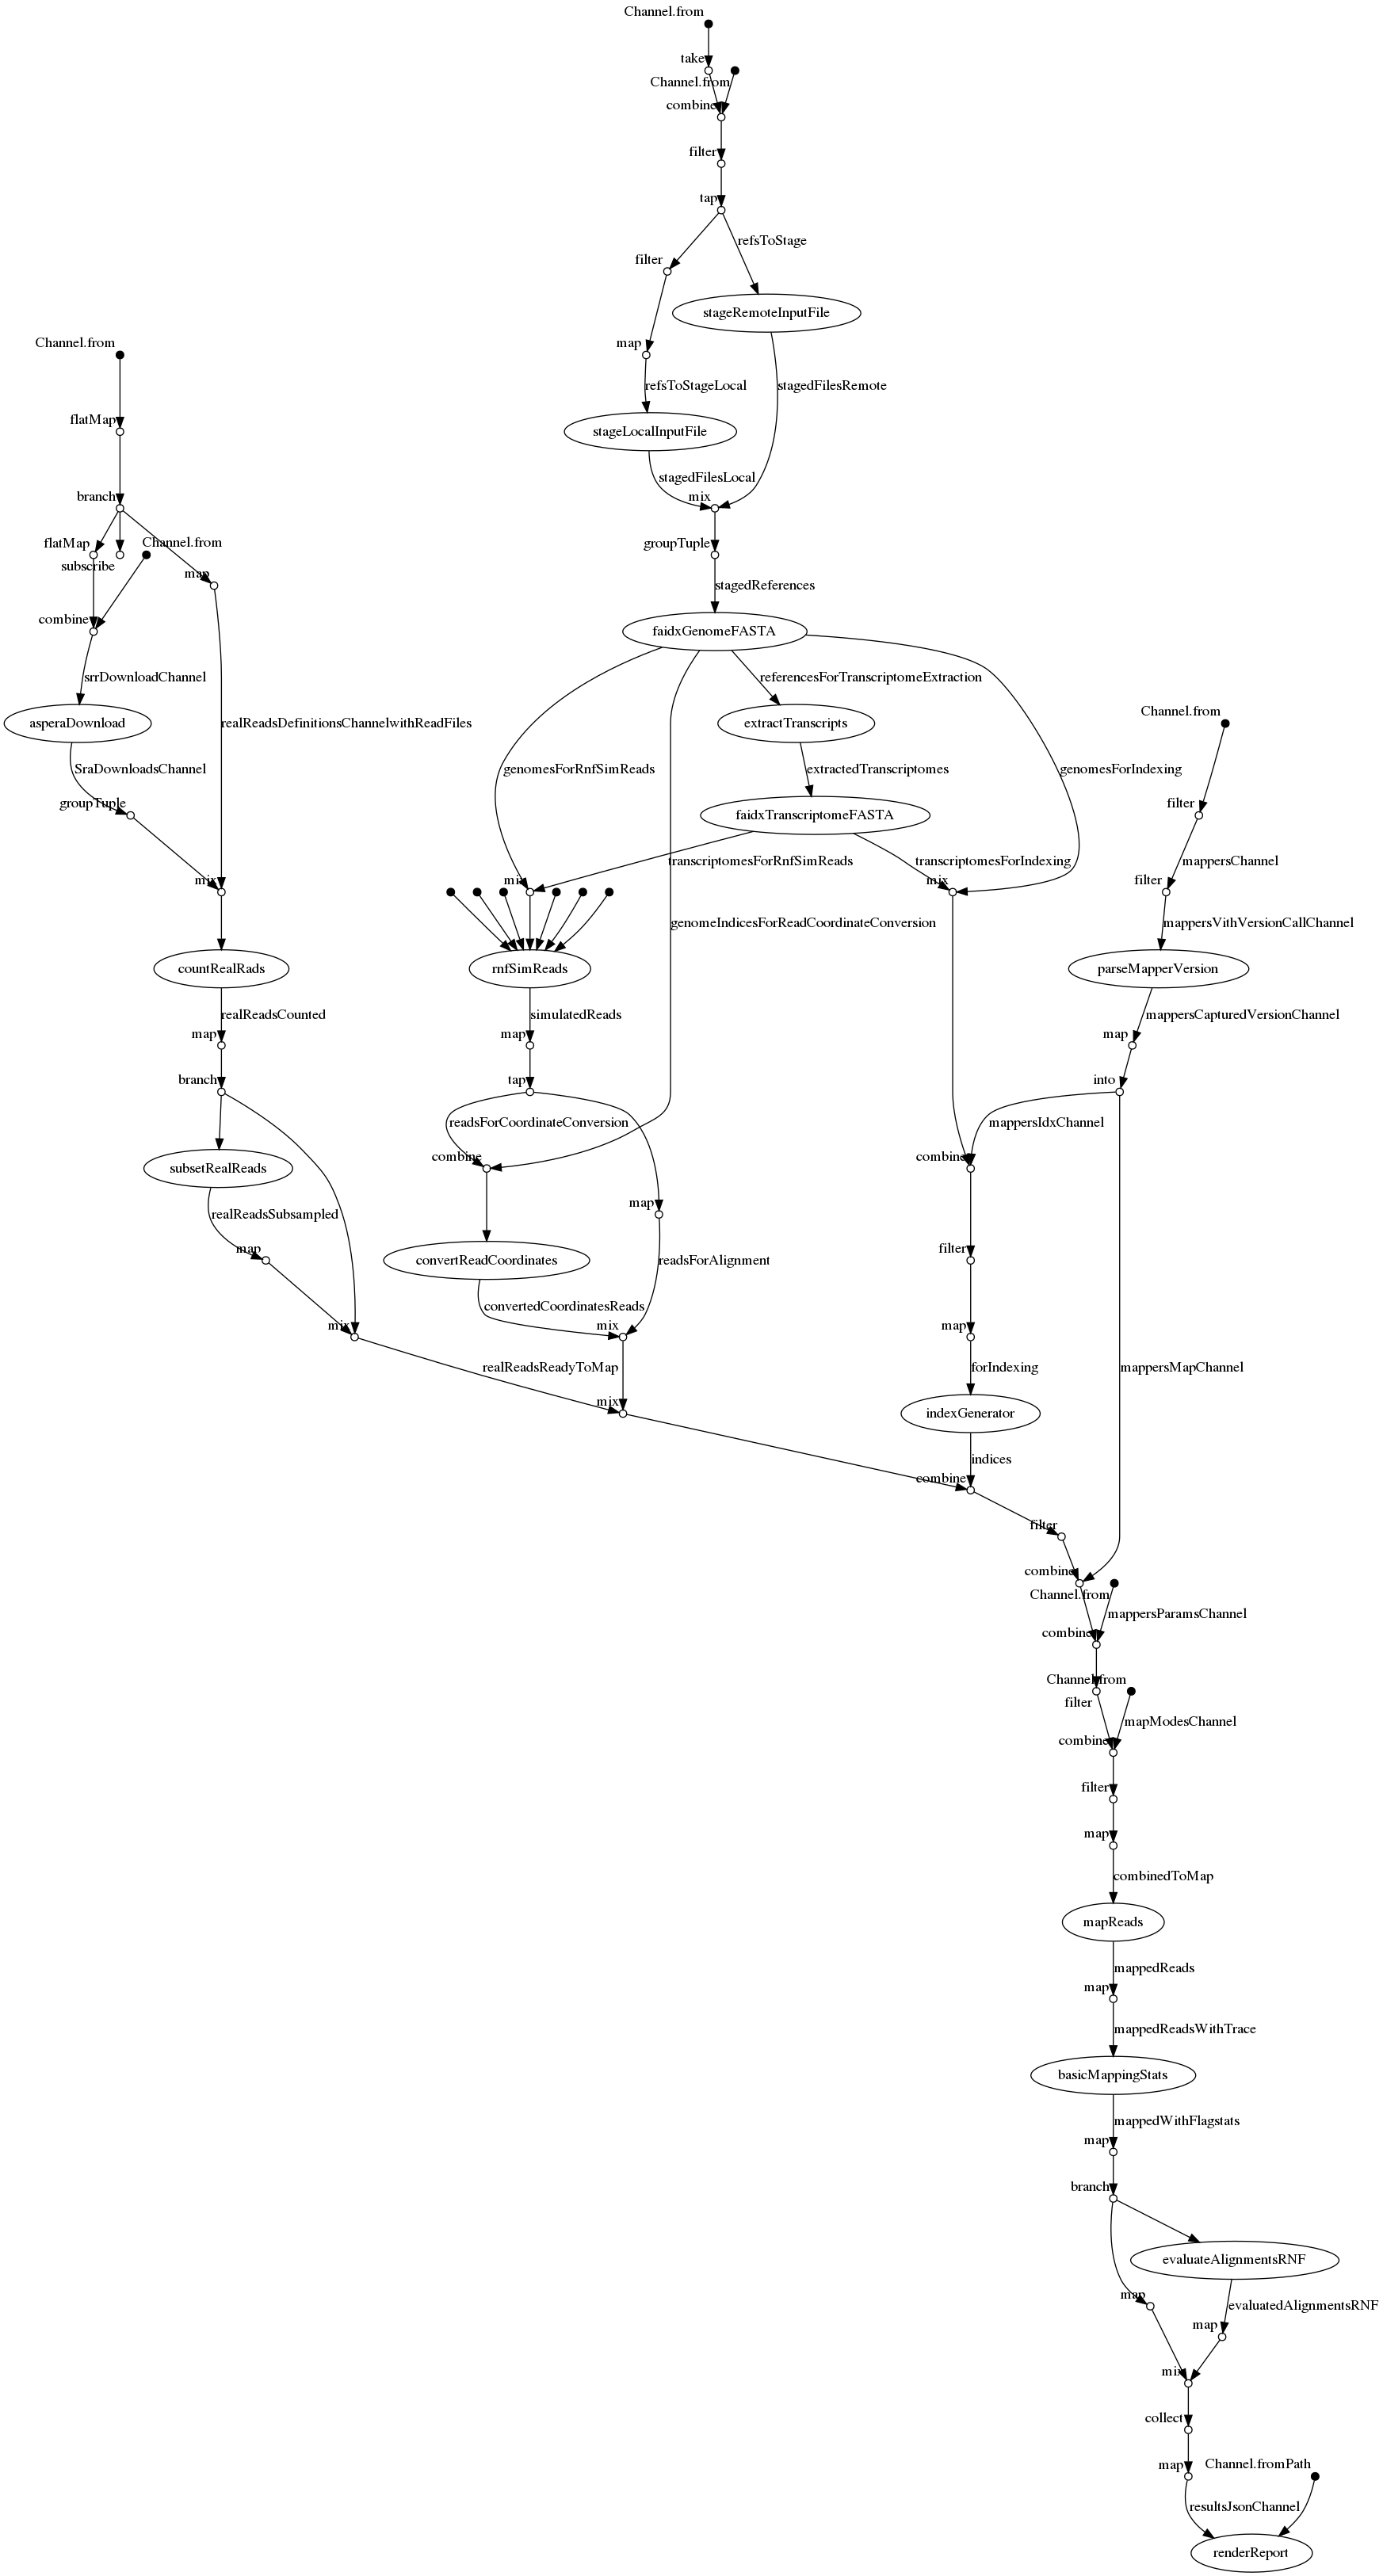 Channel.from
take
Channel.from
combine
filter
tap
refsToStage
filter
stageRemoteInputFile
Channel.from
map
refsToStageLocal
stagedFilesRemote
flatMap
stageLocalInputFile
stagedFilesLocal
branch
mix
flatMap
Channel.from
groupTuple
subscribe
map
stagedReferences
combine
faidxGenomeFASTA
srrDownloadChannel
referencesForTranscriptomeExtraction
asperaDownload
realReadsDefinitionsChannelwithReadFiles
extractTranscripts
Channel.from
SraDownloadsChannel
genomesForRnfSimReads
extractedTranscriptomes
genomesForIndexing
groupTuple
faidxTranscriptomeFASTA
filter
transcriptomesForRnfSimReads
transcriptomesForIndexing
mappersChannel
mix
mix
mix
filter
genomeIndicesForReadCoordinateConversion
mappersVithVersionCallChannel
countRealRads
rnfSimReads
parseMapperVersion
realReadsCounted
simulatedReads
mappersCapturedVersionChannel
map
map
map
branch
tap
into
readsForCoordinateConversion
mappersIdxChannel
combine
combine
subsetRealReads
map
realReadsSubsampled
map
filter
convertReadCoordinates
readsForAlignment
convertedCoordinatesReads
mix
mix
map
realReadsReadyToMap
forIndexing
mappersMapChannel
mix
indexGenerator
indices
combine
filter
combine
Channel.from
mappersParamsChannel
combine
Channel.from
filter
mapModesChannel
combine
filter
map
combinedToMap
mapReads
mappedReads
map
mappedReadsWithTrace
basicMappingStats
mappedWithFlagstats
map
branch
evaluateAlignmentsRNF
map
evaluatedAlignmentsRNF
map
mix
collect
map
Channel.fromPath
resultsJsonChannel
renderReport